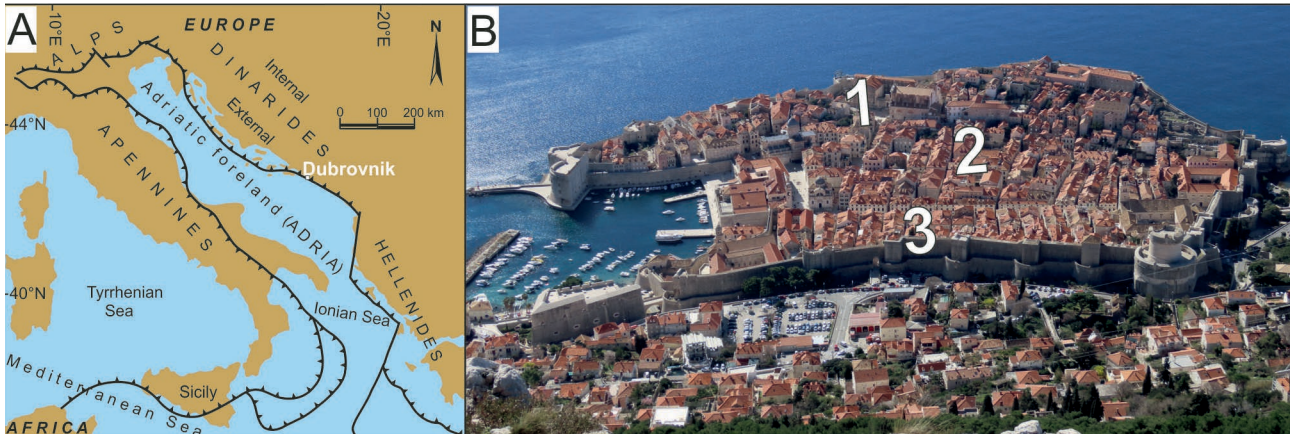 A
10°E
20°E
EUROPE
N
ALPS
DINARIDES
Internal
External
0 100 200 km
44°N
Adriatic foreland (ADRIA)
Dubrovnik
APENNINES
HELLENIDES
40°N
Tyrrhenian
Sea
Ionian Sea
Mediterranean Sea
Sicily
AFRICA
B
1
2
3